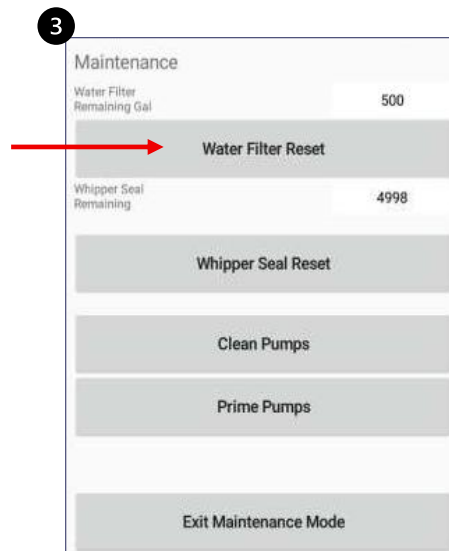 3
Maintenance
Water Filter
Remaining Gal
500
Water Filter Reset
Whipper Seal
Remaining
4998
Whipper Seal Reset
Clean Pumps
Prime Pumps
Exit Maintenance Mode